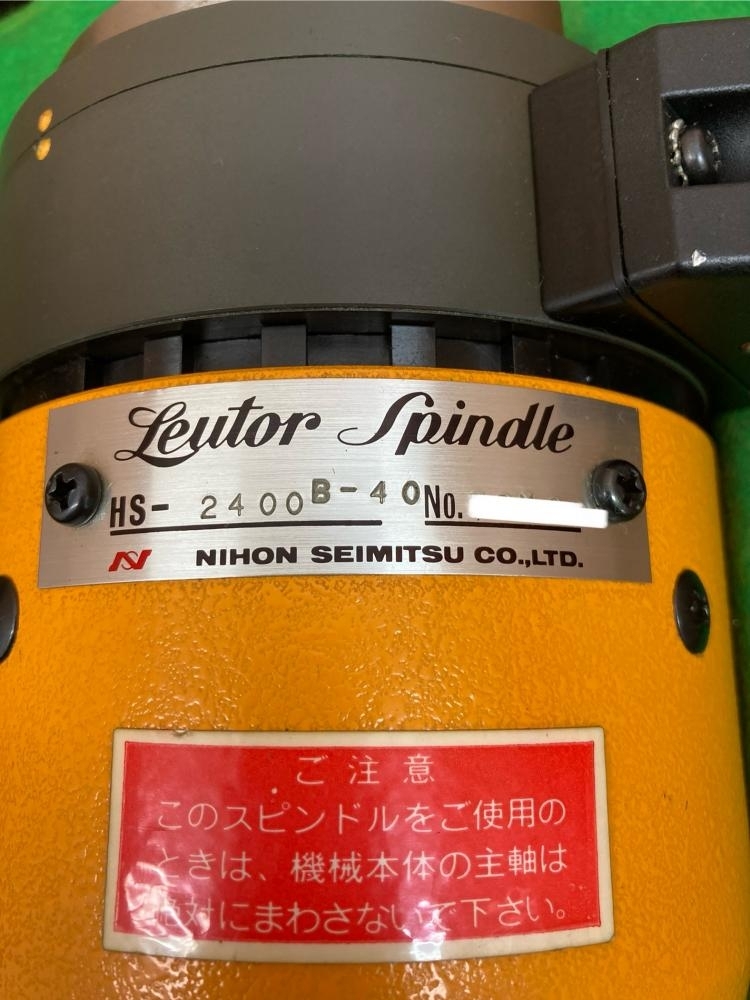 Leutor Spindle
HS- 2400B-40 No.
N NIHON SEIMITSU CO.,LTD.
ご注意
このスピンドルをご使用の
ときは、機械本体の主軸は
絶対にまわさないで下さい。